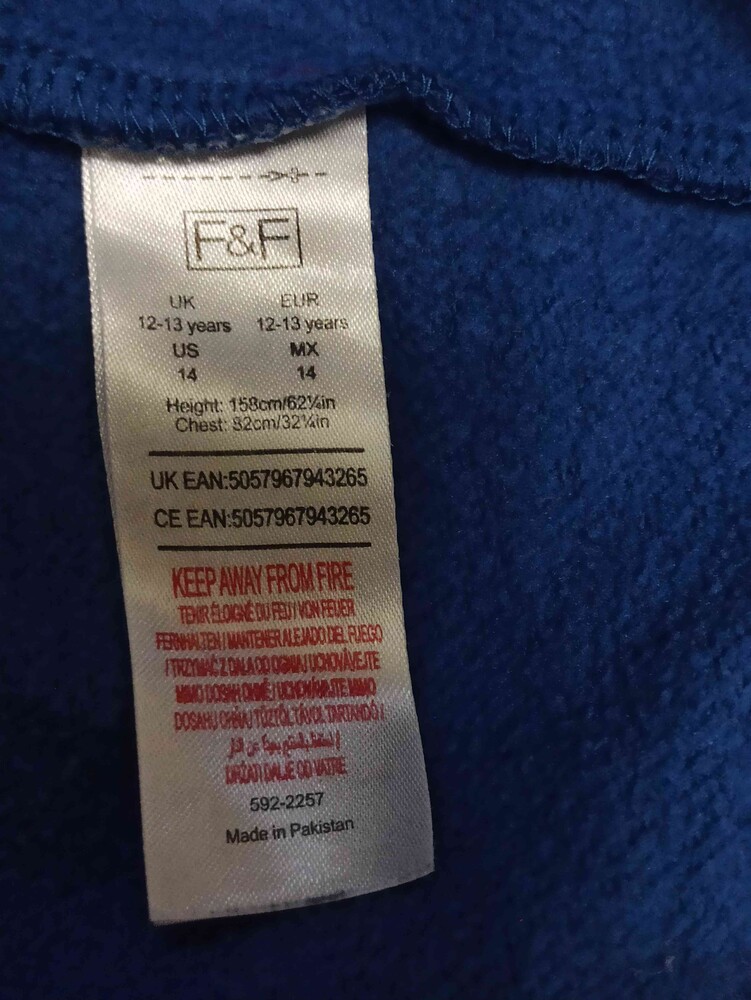 F&F
UK EUR
12-13 years 12-13 years
US MX
14 14
Height: 158cm/62¼in
Chest: 82cm/32¼in
UK EAN:5057967943265
CE EAN:5057967943265
KEEP AWAY FROM FIRE
TENIR ÉLOIGNÉ DU FEU / VON FEUER
FERNHALTEN / MANTENER ALEJADO DEL FUEGO
/ TRZYMAĆ Z DALA OD OGNIA / UCHOVÁVEJTE
MIMO DOSAH OHNĚ / UCHOVÁVAJTE MIMO
DOSAHU OHŇA / TŰZTŐL TÁVOL TARTANDÓ /
DRŽATI DALJE OD VATRE
592-2257
Made in Pakistan